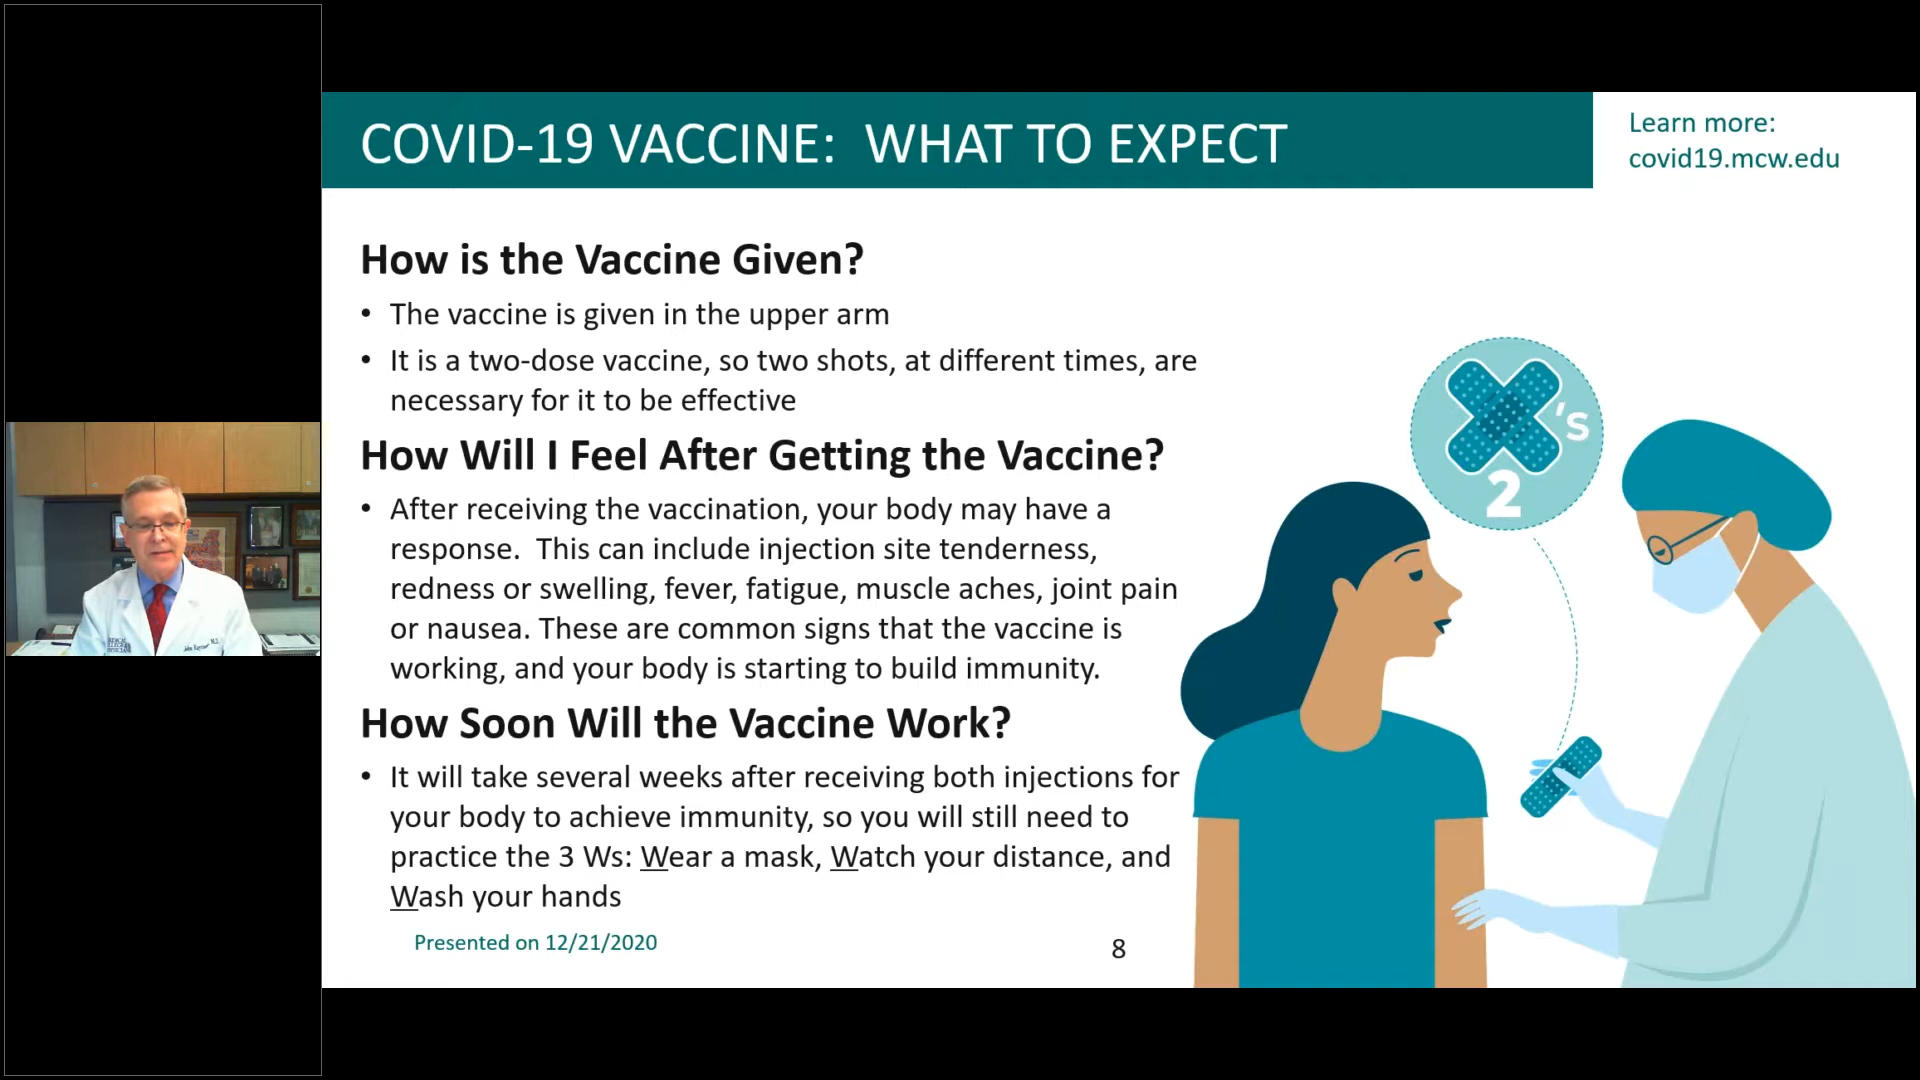 COVID-19 VACCINE: WHAT TO EXPECT
Learn more:
covid19.mcw.edu
How is the Vaccine Given?
• The vaccine is given in the upper arm
• It is a two-dose vaccine, so two shots, at different times, are
necessary for it to be effective
How Will I Feel After Getting the Vaccine?
• After receiving the vaccination, your body may have a
response. This can include injection site tenderness,
redness or swelling, fever, fatigue, muscle aches, joint pain
or nausea. These are common signs that the vaccine is
working, and your body is starting to build immunity.
How Soon Will the Vaccine Work?
• It will take several weeks after receiving both injections for
your body to achieve immunity, so you will still need to
practice the 3 Ws: Wear a mask, Watch your distance, and
Wash your hands
Presented on 12/21/2020
8
's
2